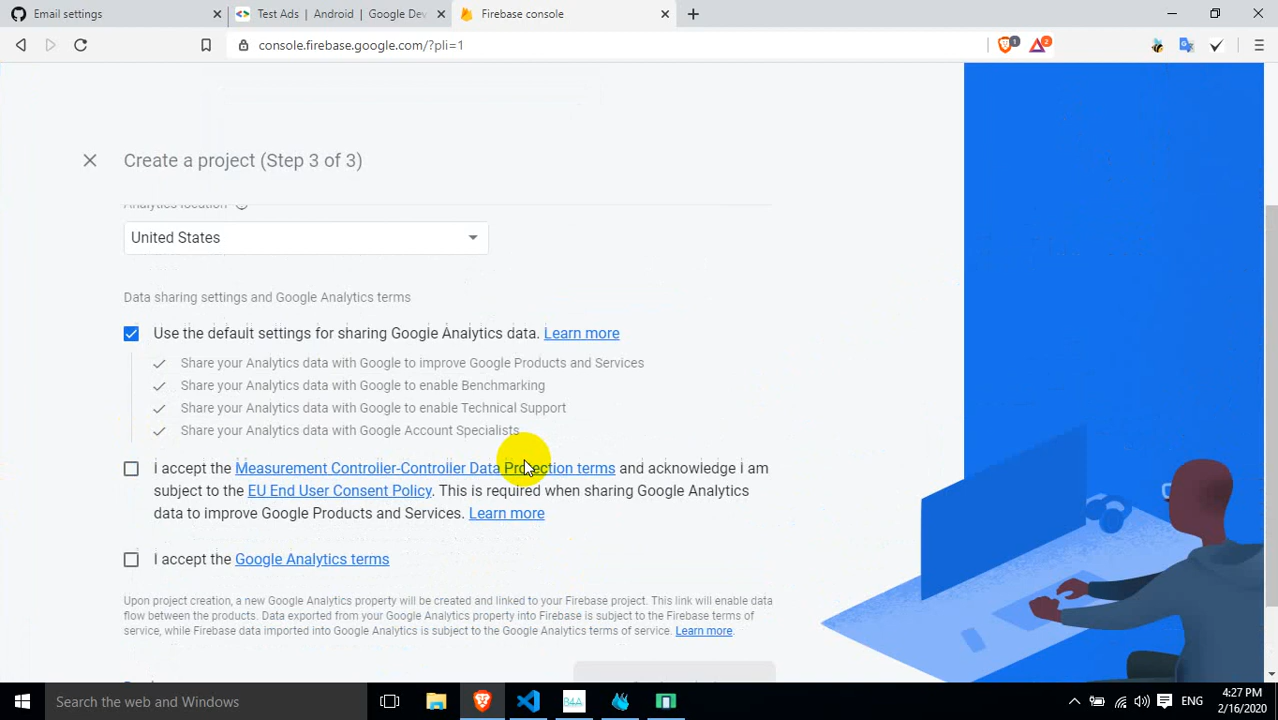 Email settings
Test Ads | Android | Google Dev
Firebase console
console.firebase.google.com/?pli=1
1
2
Create a project (Step 3 of 3)
Analytics location
United States
Data sharing settings and Google Analytics terms
Use the default settings for sharing Google Analytics data. Learn more
Share your Analytics data with Google to improve Google Products and Services
Share your Analytics data with Google to enable Benchmarking
Share your Analytics data with Google to enable Technical Support
Share your Analytics data with Google Account Specialists
I accept the Measurement Controller-Controller Data Protection terms and acknowledge I am
subject to the EU End User Consent Policy. This is required when sharing Google Analytics
data to improve Google Products and Services. Learn more
I accept the Google Analytics terms
Upon project creation, a new Google Analytics property will be created and linked to your Firebase project. This link will enable data
flow between the products. Data exported from your Google Analytics property into Firebase is subject to the Firebase terms of
service, while Firebase data imported into Google Analytics is subject to the Google Analytics terms of service. Learn more.
Search the web and Windows
ENG
4:27 PM
2/16/2020